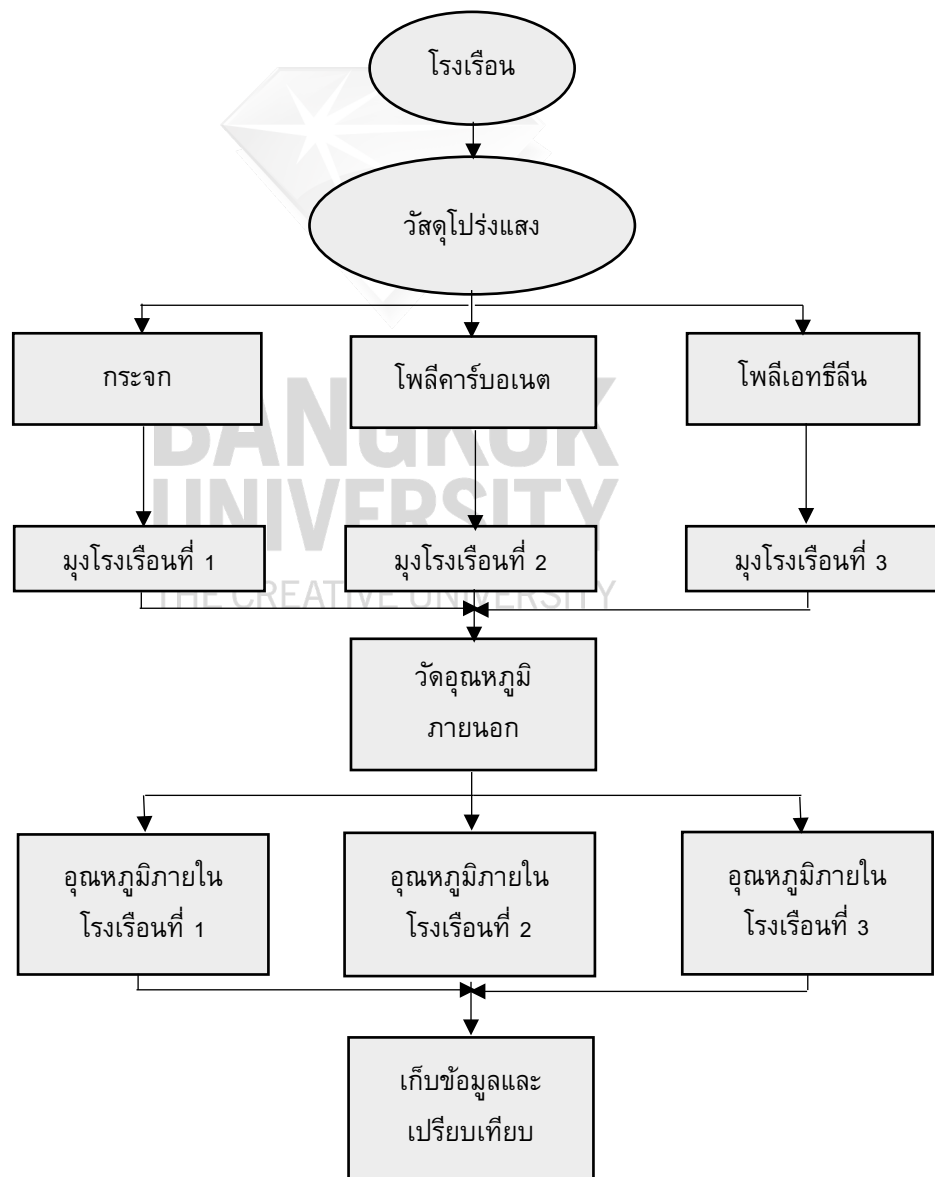 โรงเรือน
วัสดุโปร่งแสง
กระจก
โพลีคาร์บอเนต
โพลีเอทธีลีน
BANGKUK
UNIVERSITY
มุงโรงเรือนที่ 1
มุงโรงเรือนที่ 2
มุงโรงเรือนที่ 3
THE CREATIVE UNIVERSITY
วัดอุณหภูมิ
ภายนอก
อุณหภูมิภายใน
โรงเรือนที่ 1
อุณหภูมิภายใน
โรงเรือนที่ 2
อุณหภูมิภายใน
โรงเรือนที่ 3
เก็บข้อมูลและ
เปรียบเทียบ